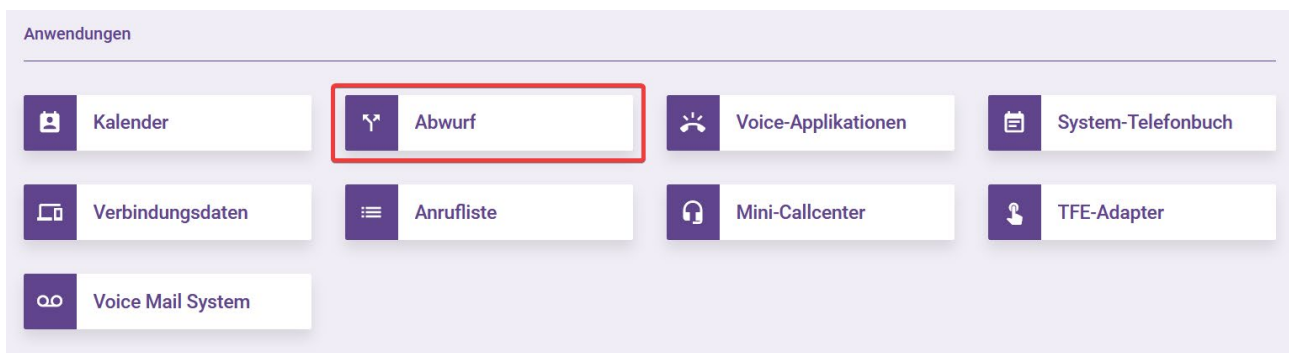 Anwendungen
Kalender
Abwurf
Voice-Applikationen
System-Telefonbuch
Verbindungsdaten
Anrufliste
Mini-Callcenter
TFE-Adapter
Voice Mail System